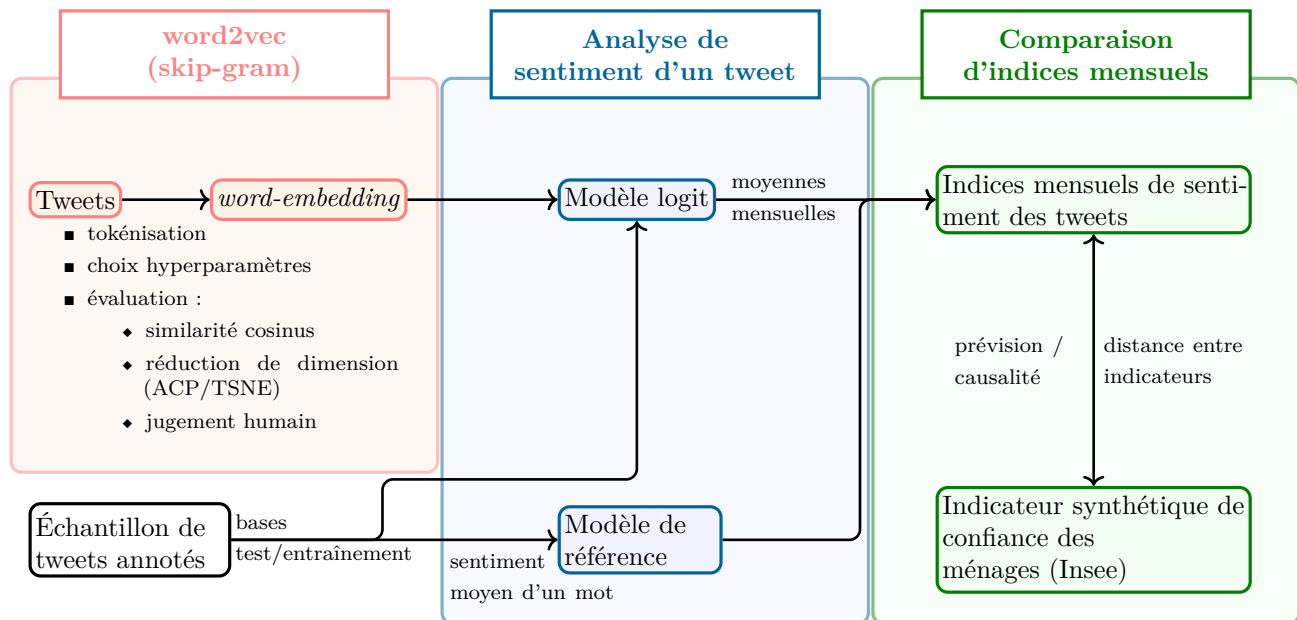 word2vec
(skip-gram)
Analyse de
sentiment d'un tweet
Comparaison
d'indices mensuels
Tweets
word-embedding
■ tokénisation
■ choix hyperparamètres
■ évaluation :
◆ similarité cosinus
◆ réduction de dimension
(ACP/TSNE)
◆ jugement humain
Modèle logit
moyennes
mensuelles
Indices mensuels de senti-
ment des tweets
prévision /
causalité
distance entre
indicateurs
Échantillon de
tweets annotés
bases
test/entraînement
sentiment
moyen d'un mot
Modèle de
référence
Indicateur synthétique de
confiance des
ménages (Insee)